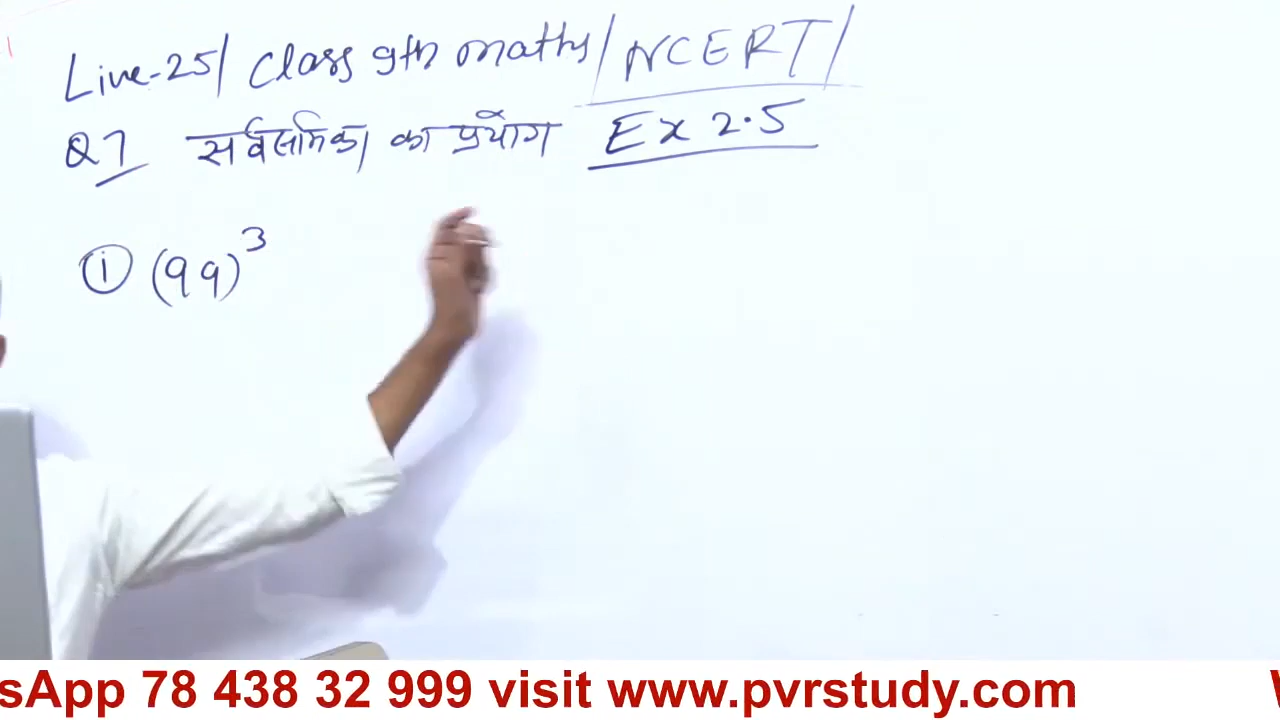 Live-25/ Class 9th maths/ NCERT/
Q7 सर्वसमिका का प्रयोग Ex 2.5
① (99)³
sApp 78 438 32 999 visit www.pvrstudy.com